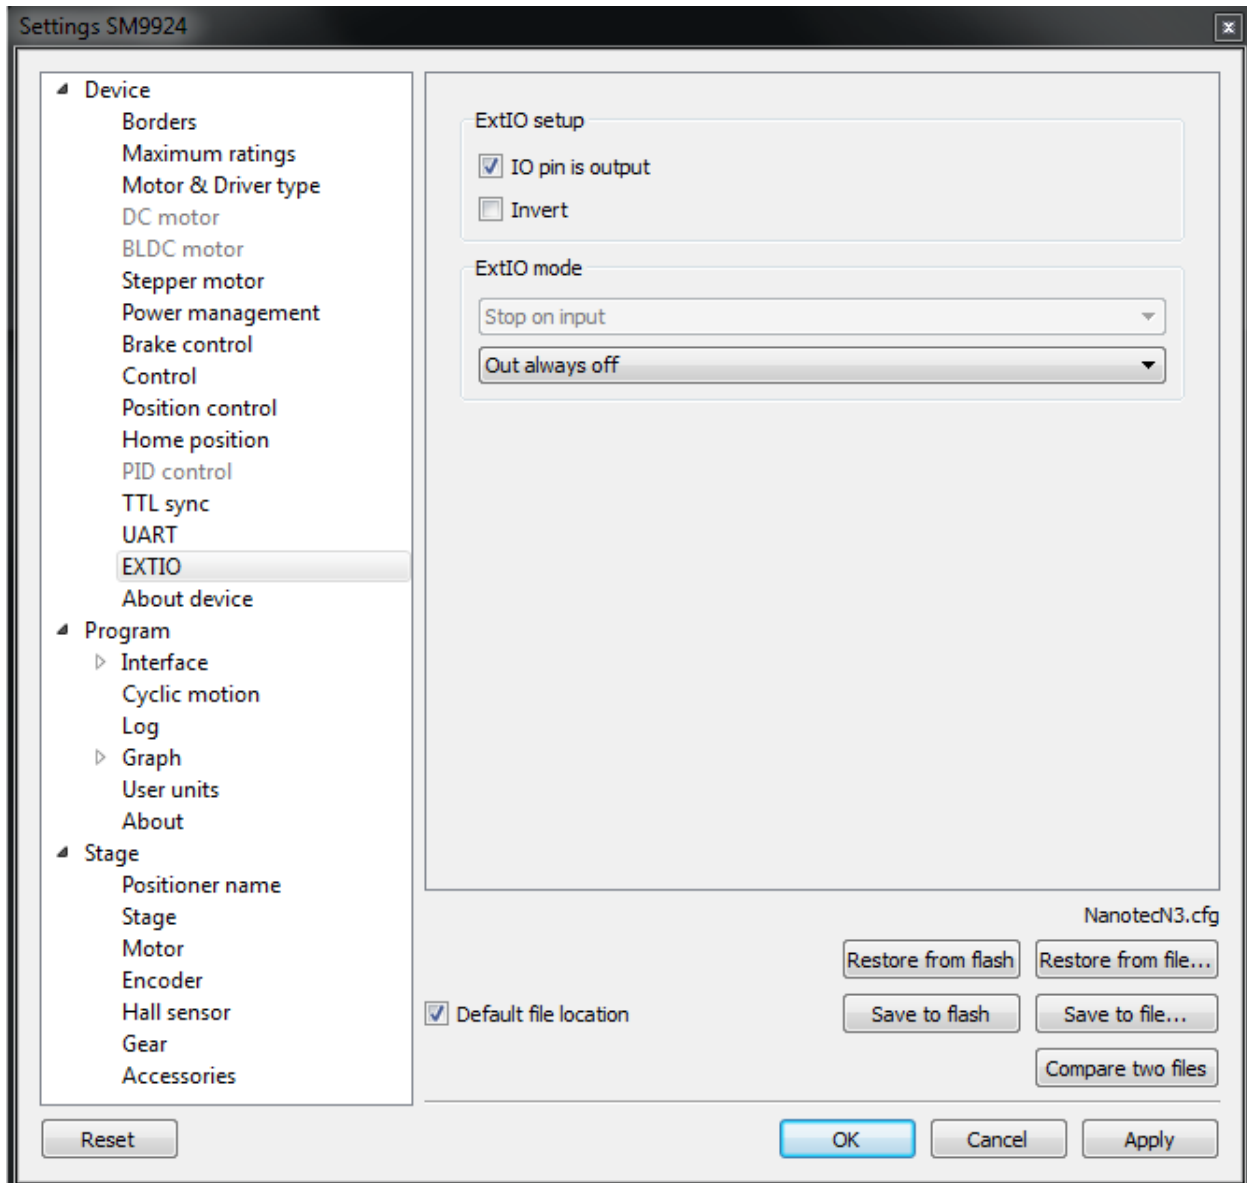 Settings SM9924
Device
Borders
Maximum ratings
Motor & Driver type
DC motor
BLDC motor
Stepper motor
Power management
Brake control
Control
Position control
Home position
PID control
TTL sync
UART
EXTIO
About device
Program
Interface
Cyclic motion
Log
Graph
User units
About
Stage
Positioner name
Stage
Motor
Encoder
Hall sensor
Gear
Accessories
ExtIO setup
IO pin is output
Invert
ExtIO mode
Stop on input
Out always off
NanotecN3.cfg
Restore from flash Restore from file...
Default file location Save to flash Save to file...
Compare two files
Reset OK Cancel Apply